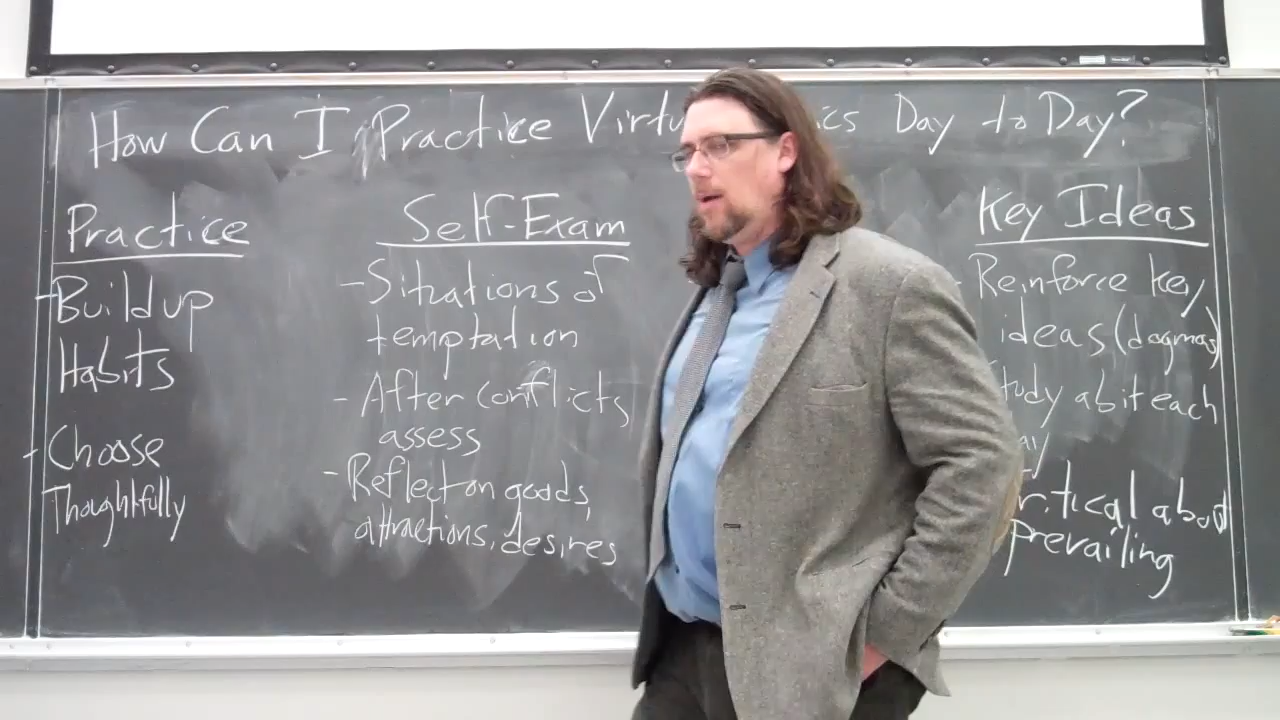 How Can I Practice Virtu ics Day to Day?
Practice
- Build up
Habits
- Choose
Thoughtfully
Self-Exam
- Situations of
temptation
- After conflicts
assess
- Reflect on goods,
attractions, desires
Key Ideas
- Reinforce key
ideas (dogmas)
tudy a bit each
ay
ritical about
prevailing